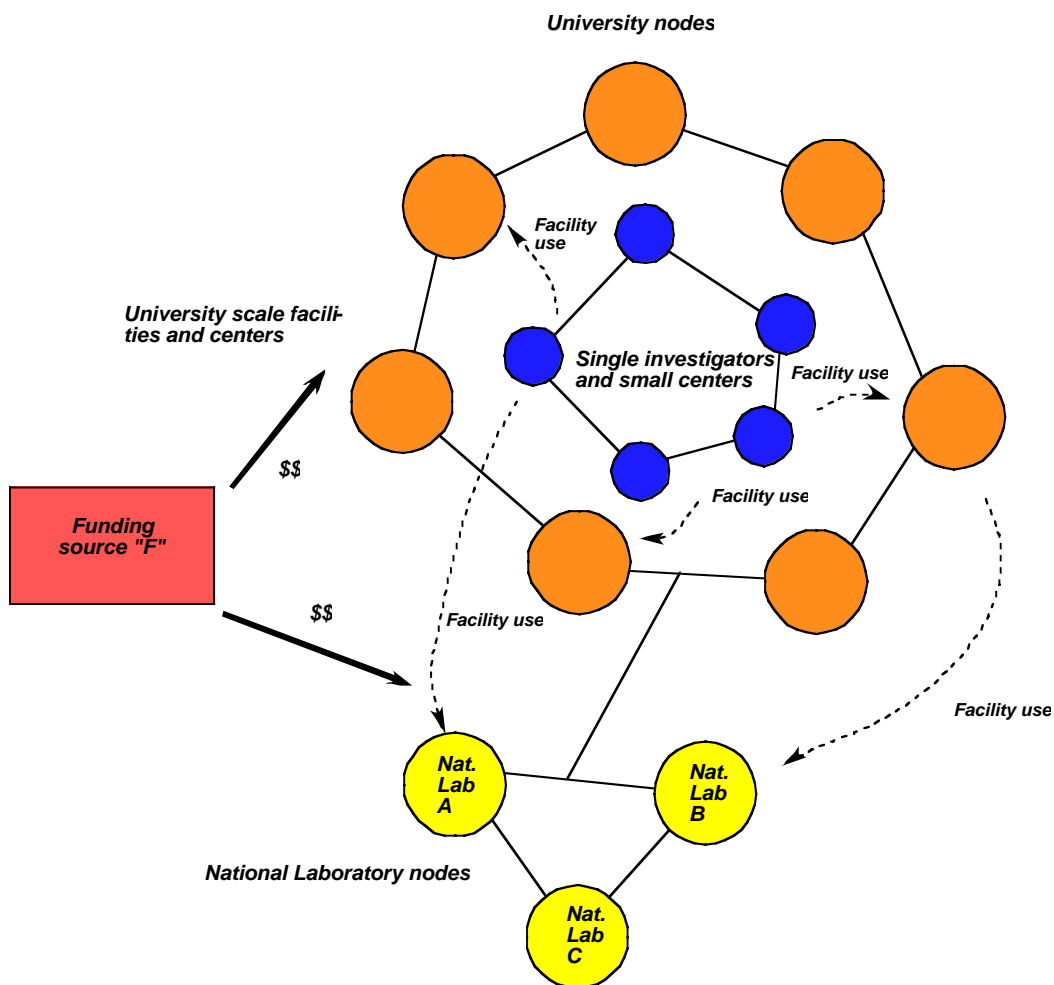 University nodes
Facility
use
University scale facili-
ties and centers
Single investigators
and small centers
Facility use
$$
Facility use
Funding
source "F"
$$
Facility use
Facility use
Nat.
Lab
A
Nat.
Lab
B
National Laboratory nodes
Nat.
Lab
C